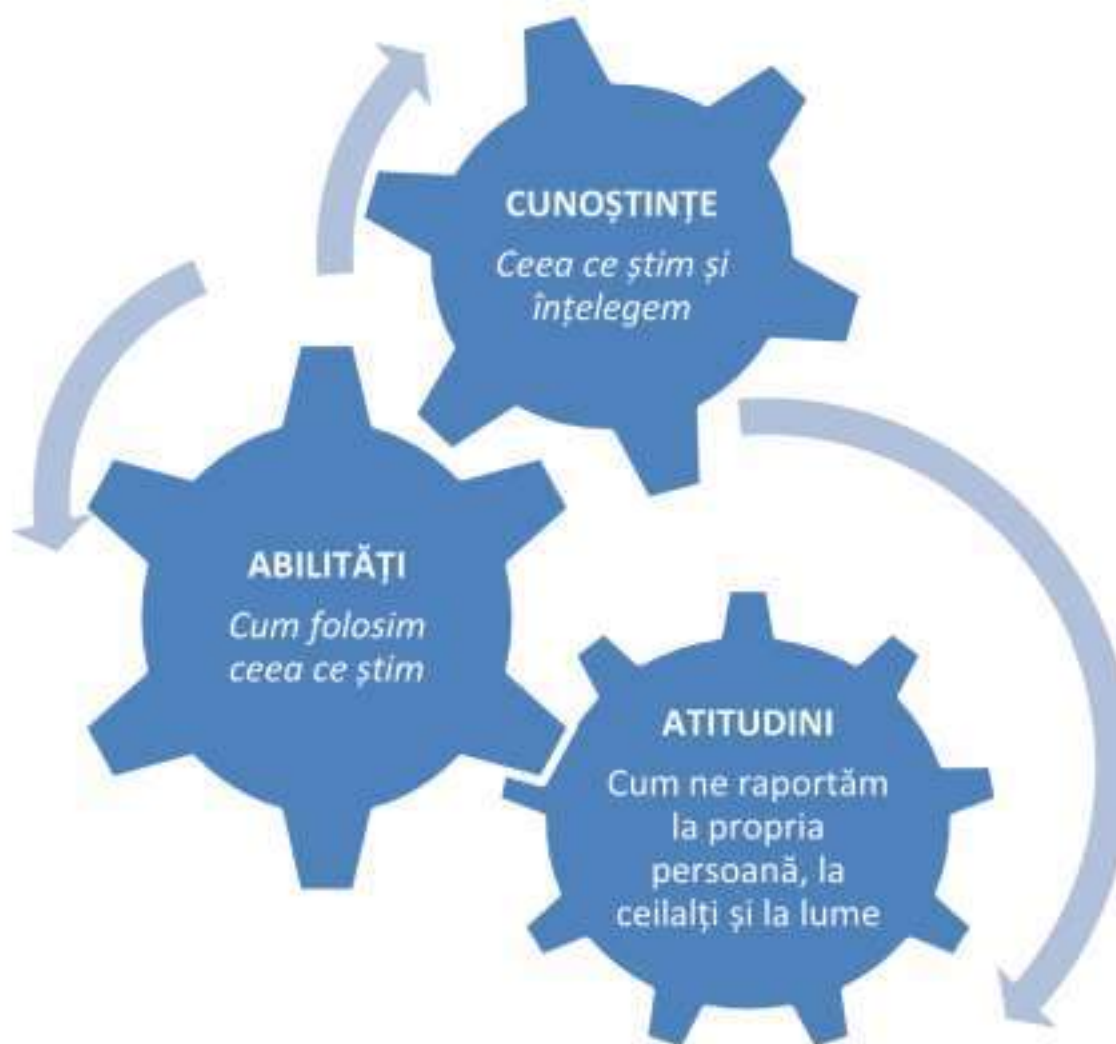 CUNOȘTINȚE
Ceea ce știm și
înțelegem
ABILITĂȚI
Cum folosim
ceea ce știm
ATITUDINI
Cum ne raportăm
la propria
persoană, la
ceilalți și la lume